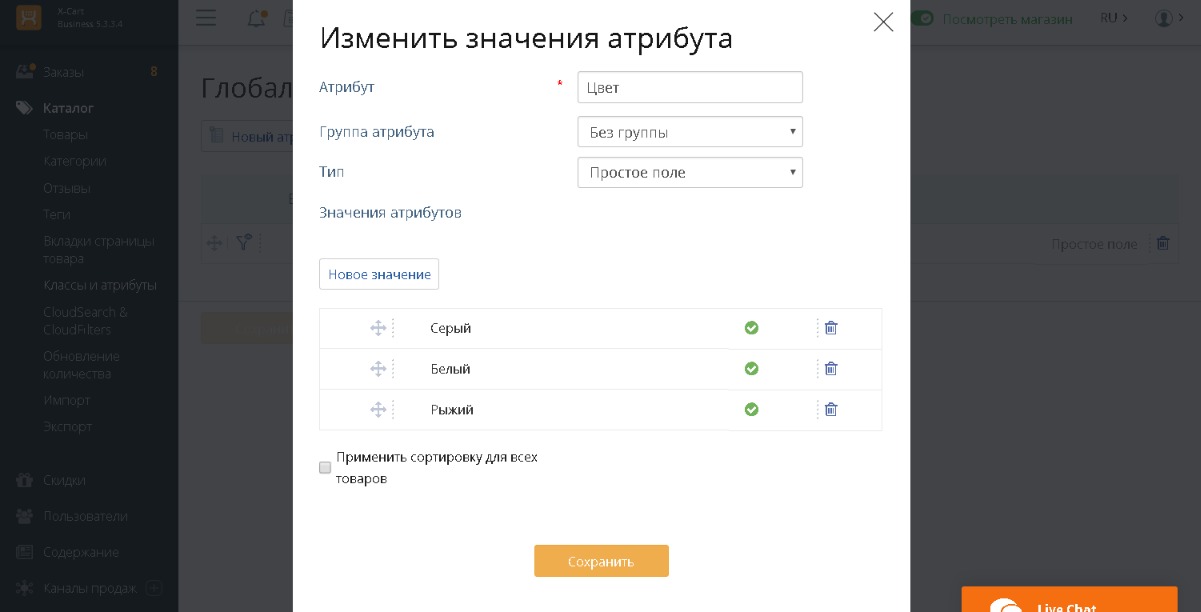 X-Cart
Business 5.3.3.4
Заказы
8
Каталог
Товары
Категории
Отзывы
Теги
Вкладки страницы
товара
Классы и атрибуты
CloudSearch &
CloudFilters
Обновление
количества
Импорт
Экспорт
Скидки
Пользователи
Содержание
Каналы продаж
Посмотреть магазин
RU
Новый
Простое поле
Изменить значения атрибута
Атрибут
*
Цвет
Группа атрибута
Без группы
Тип
Простое поле
Значения атрибутов
Новое значение
Серый
Белый
Рыжий
Применить сортировку для всех
товаров
Сохранить
Live Chat